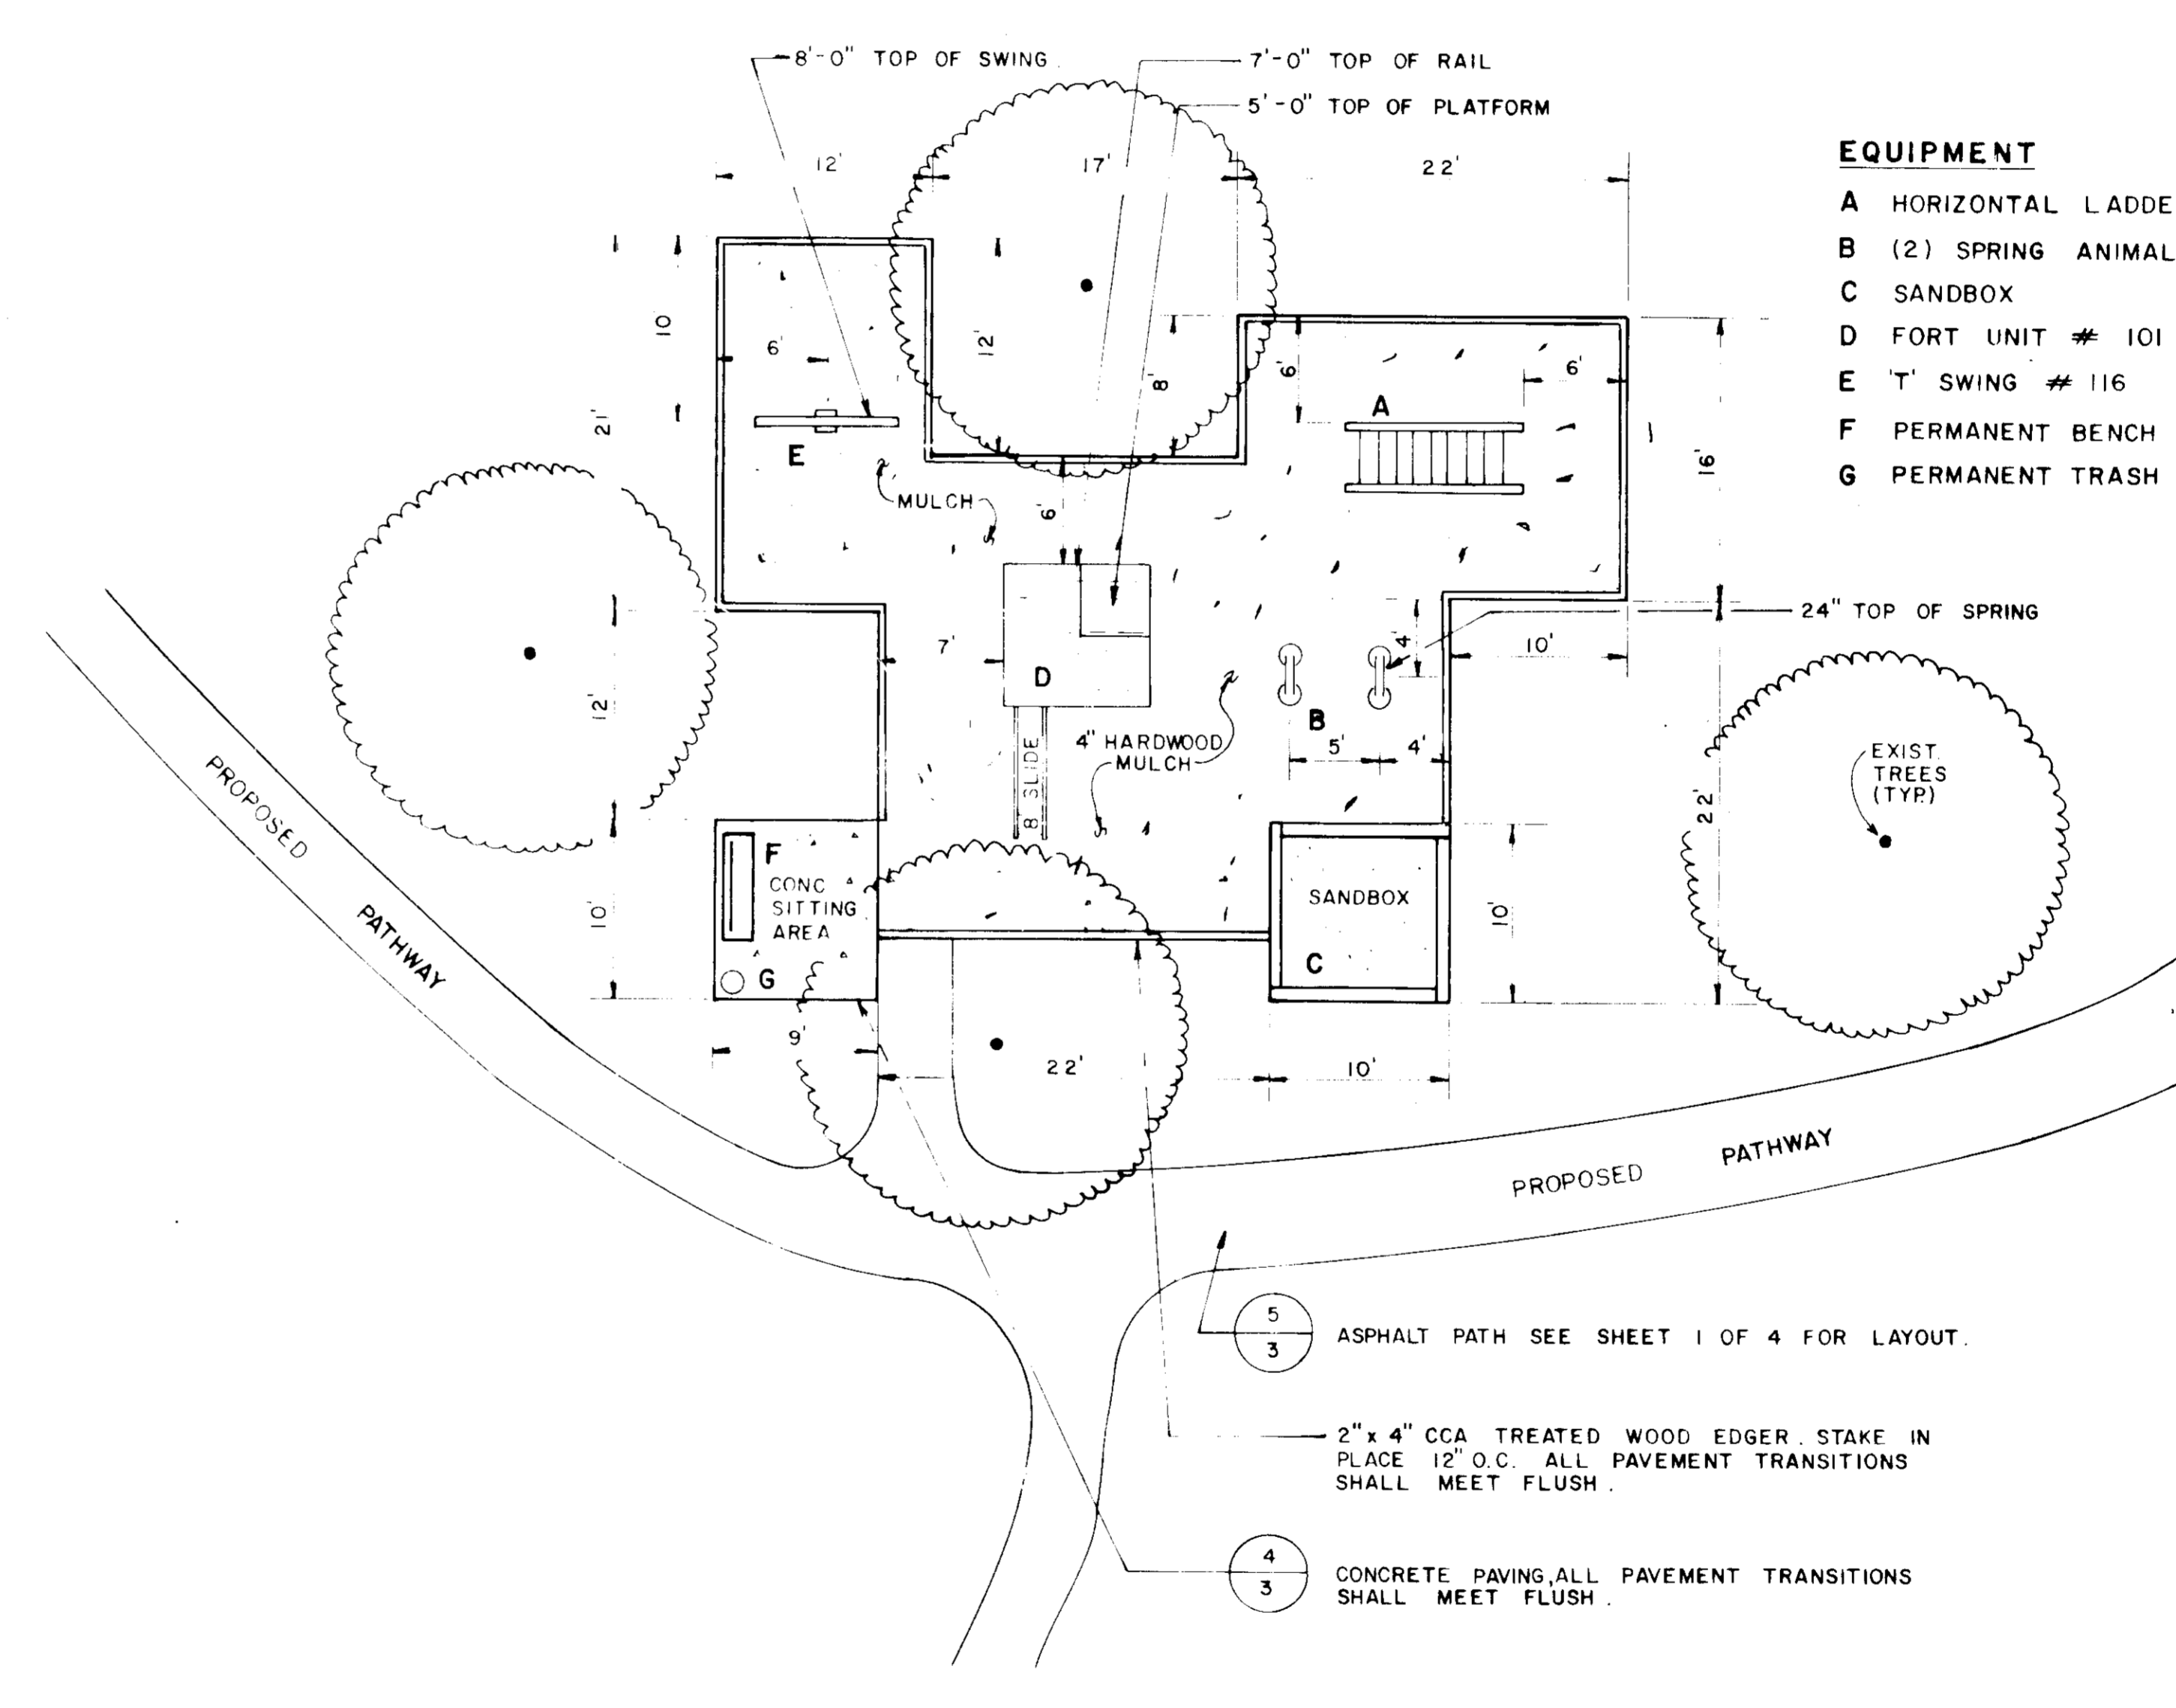 8'-0" TOP OF SWING
7'-0" TOP OF RAIL
5'-0" TOP OF PLATFORM
12'
17'
22'
EQUIPMENT
A HORIZONTAL LADDE
B (2) SPRING ANIMAL
C SANDBOX
D FORT UNIT # 101
E 'T' SWING # 116
F PERMANENT BENCH
G PERMANENT TRASH
10'
6'
12'
8'
6'
6'
21'
A
16'
E
MULCH
6'
24" TOP OF SPRING
7'
4'
10'
D
B
12'
4" HARDWOOD
MULCH
5'
4'
8' SLIDE
EXIST.
TREES
(TYP.)
22'
PROPOSED PATHWAY
F
CONC
SITTING
AREA
G
10'
SANDBOX
C
10'
9'
22'
10'
PROPOSED PATHWAY
5
3
ASPHALT PATH SEE SHEET 1 OF 4 FOR LAYOUT.
2" x 4" CCA TREATED WOOD EDGER. STAKE IN
PLACE 12" O.C. ALL PAVEMENT TRANSITIONS
SHALL MEET FLUSH.
4
3
CONCRETE PAVING, ALL PAVEMENT TRANSITIONS
SHALL MEET FLUSH.